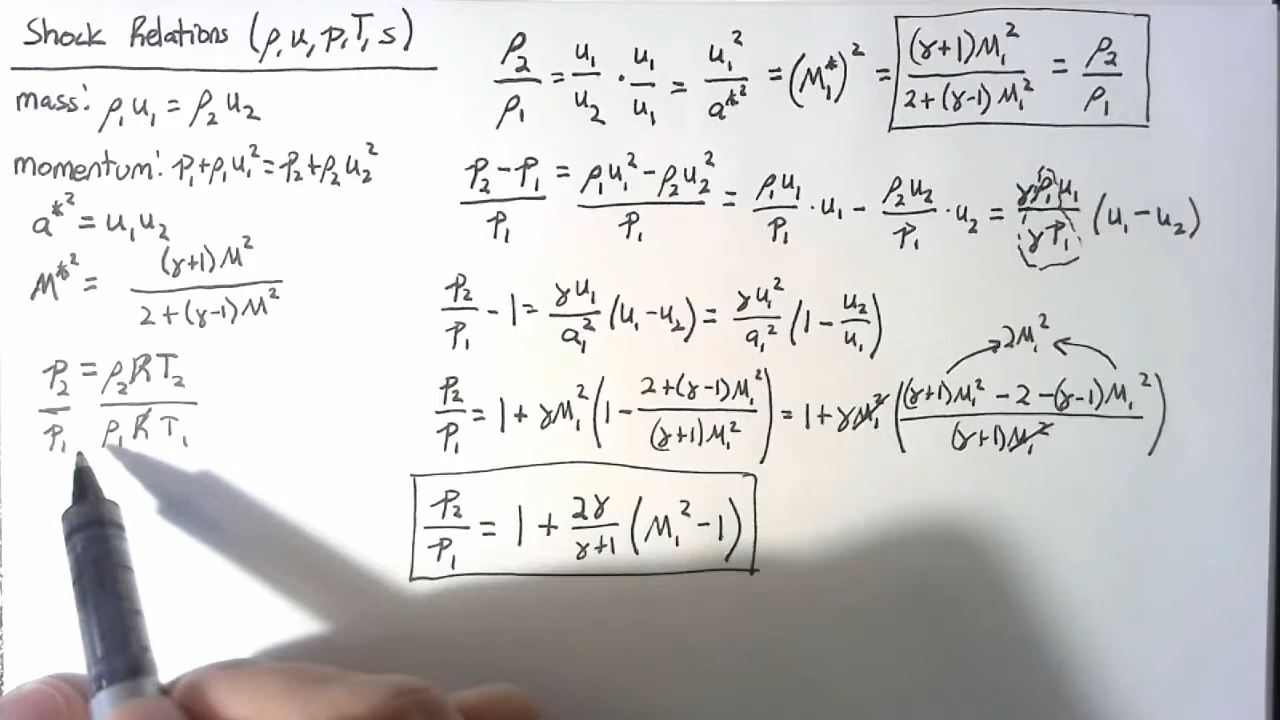 Shock Relations (ρ, u, p, T, s)
mass: ρ₁u₁ = ρ₂u₂
momentum: p₁+ρ₁u₁² = p₂+ρ₂u₂²
a*² = u₁u₂
M*² = (γ+1)M² / 2+(γ-1)M²
p₂/p₁ = ρ₂RT₂ / ρ₁RT₁
ρ₂/ρ₁ = u₁/u₂ · u₁/u₁ = u₁²/a*² = (M₁*)² = (γ+1)M₁² / 2+(γ-1)M₁² = ρ₂/ρ₁
p₂-p₁ / p₁ = ρ₁u₁²-ρ₂u₂² / p₁ = ρ₁u₁/p₁ · u₁ - ρ₂u₂/p₁ · u₂ = γρ₁u₁/γp₁ (u₁-u₂)
p₂/p₁ - 1 = γu₁/a₁² (u₁-u₂) = γu₁²/a₁² (1 - u₂/u₁)
2M₁²
p₂/p₁ = 1 + γM₁² (1 - 2+(γ-1)M₁² / (γ+1)M₁²) = 1 + γM₁² ((γ+1)M₁² - 2 - (γ-1)M₁² / (γ+1)M₁²)
p₂/p₁ = 1 + 2γ/γ+1 (M₁² - 1)